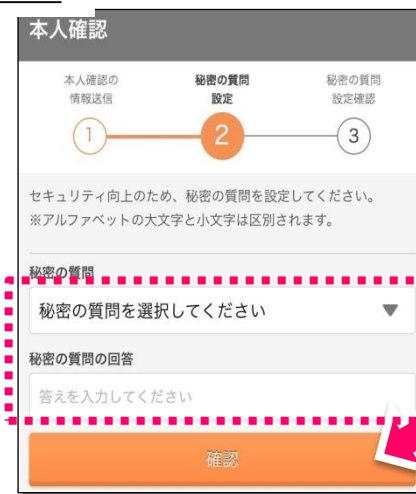 本人確認
本人確認の
情報送信
秘密の質問
設定
秘密の質問
設定確認
1
2
3
セキュリティ向上のため、秘密の質問を設定してください。
※アルファベットの大文字と小文字は区別されます。
秘密の質問
秘密の質問を選択してください
秘密の質問の回答
答えを入力してください
確認